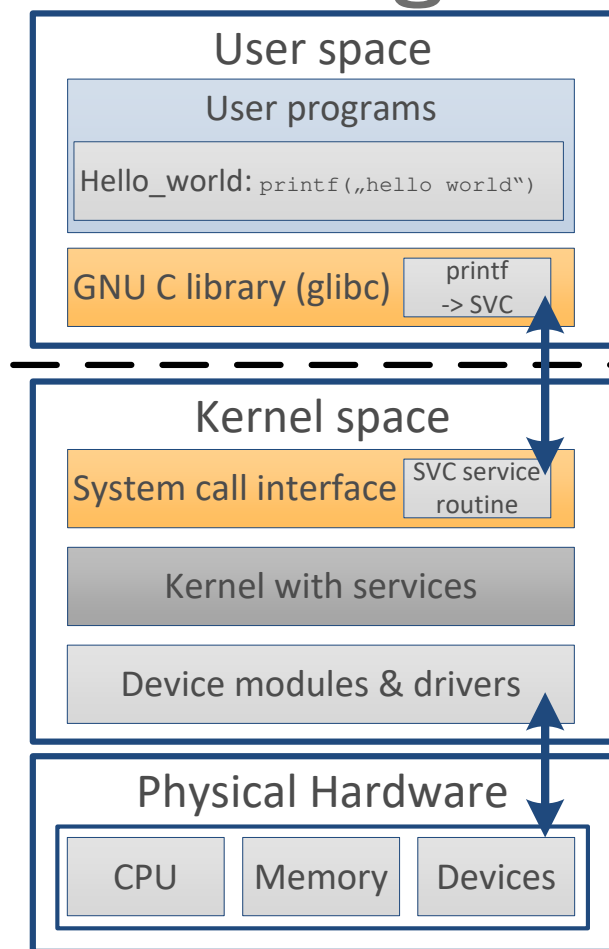 User space
User programs
Hello_world: printf(„hello world“)
GNU C library (glibc)
printf
-> SVC
Kernel space
System call interface
SVC service
routine
Kernel with services
Device modules & drivers
Physical Hardware
CPU
Memory
Devices